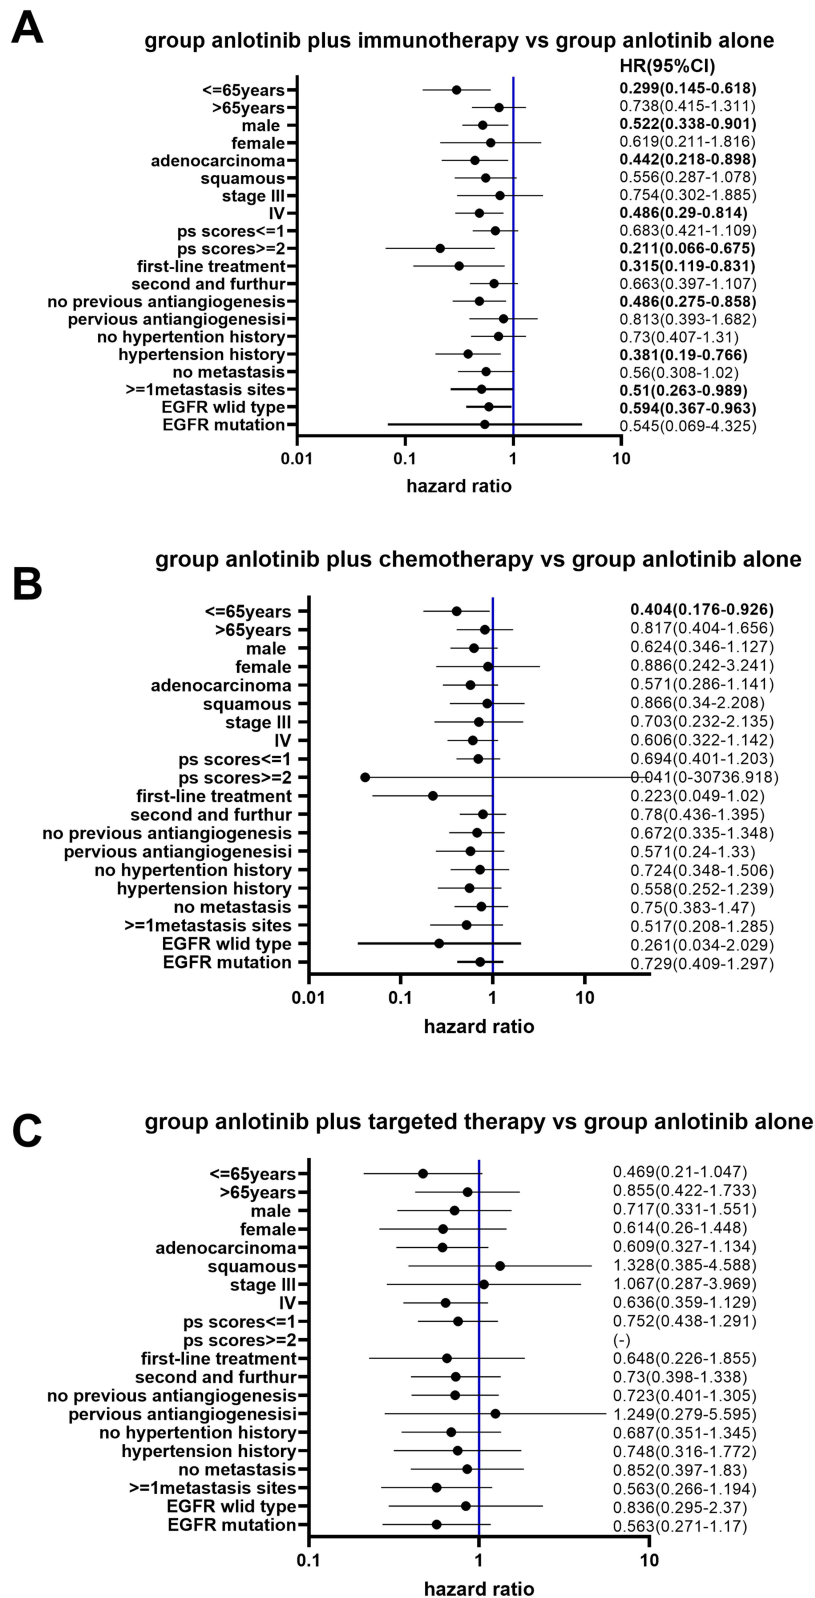 A
group anlotinib plus immunotherapy vs group anlotinib alone
HR(95%CI)
<=65years 0.299(0.145-0.618)
>65years 0.738(0.415-1.311)
male 0.522(0.338-0.901)
female 0.619(0.211-1.816)
adenocarcinoma 0.442(0.218-0.898)
squamous 0.556(0.287-1.078)
stage III 0.754(0.302-1.885)
IV 0.486(0.29-0.814)
ps scores<=1 0.683(0.421-1.109)
ps scores>=2 0.211(0.066-0.675)
first-line treatment 0.315(0.119-0.831)
second and furthur 0.663(0.397-1.107)
no previous antiangiogenesis 0.486(0.275-0.858)
pervious antiangiogenesisi 0.813(0.393-1.682)
no hypertention history 0.73(0.407-1.31)
hypertension history 0.381(0.19-0.766)
no metastasis 0.56(0.308-1.02)
>=1metastasis sites 0.51(0.263-0.989)
EGFR wlid type 0.594(0.367-0.963)
EGFR mutation 0.545(0.069-4.325)
0.01 0.1 1 10
hazard ratio
B
group anlotinib plus chemotherapy vs group anlotinib alone
<=65years 0.404(0.176-0.926)
>65years 0.817(0.404-1.656)
male 0.624(0.346-1.127)
female 0.886(0.242-3.241)
adenocarcinoma 0.571(0.286-1.141)
squamous 0.866(0.34-2.208)
stage III 0.703(0.232-2.135)
IV 0.606(0.322-1.142)
ps scores<=1 0.694(0.401-1.203)
ps scores>=2 0.041(0-30736.918)
first-line treatment 0.223(0.049-1.02)
second and furthur 0.78(0.436-1.395)
no previous antiangiogenesis 0.672(0.335-1.348)
pervious antiangiogenesisi 0.571(0.24-1.33)
no hypertention history 0.724(0.348-1.506)
hypertension history 0.558(0.252-1.239)
no metastasis 0.75(0.383-1.47)
>=1metastasis sites 0.517(0.208-1.285)
EGFR wlid type 0.261(0.034-2.029)
EGFR mutation 0.729(0.409-1.297)
0.01 0.1 1 10
hazard ratio
C
group anlotinib plus targeted therapy vs group anlotinib alone
<=65years 0.469(0.21-1.047)
>65years 0.855(0.422-1.733)
male 0.717(0.331-1.551)
female 0.614(0.26-1.448)
adenocarcinoma 0.609(0.327-1.134)
squamous 1.328(0.385-4.588)
stage III 1.067(0.287-3.969)
IV 0.636(0.359-1.129)
ps scores<=1 0.752(0.438-1.291)
ps scores>=2 (-)
first-line treatment 0.648(0.226-1.855)
second and furthur 0.73(0.398-1.338)
no previous antiangiogenesis 0.723(0.401-1.305)
pervious antiangiogenesisi 1.249(0.279-5.595)
no hypertention history 0.687(0.351-1.345)
hypertension history 0.748(0.316-1.772)
no metastasis 0.852(0.397-1.83)
>=1metastasis sites 0.563(0.266-1.194)
EGFR wlid type 0.836(0.295-2.37)
EGFR mutation 0.563(0.271-1.17)
0.1 1 10
hazard ratio